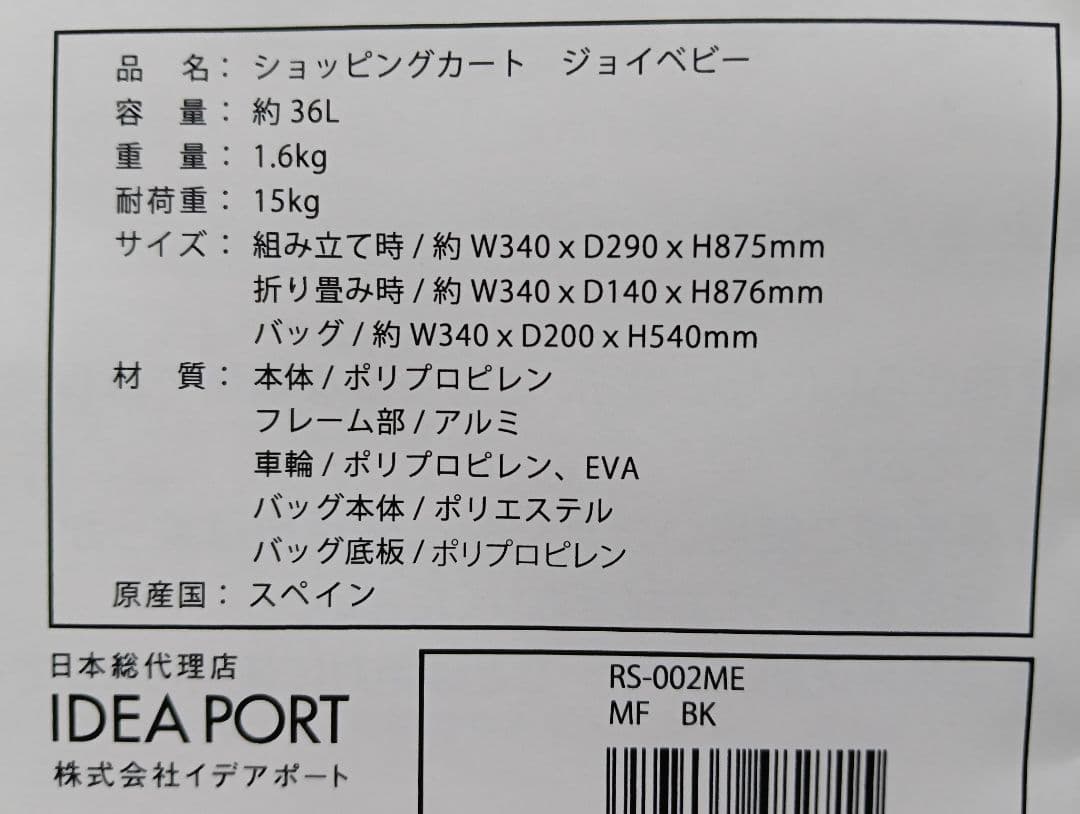 品　名： ショッピングカート　ジョイベビー
容　量： 約 36L
重　量： 1.6kg
耐荷重： 15kg
サイズ： 組み立て時 / 約 W340 x D290 x H875mm
折り畳み時 / 約 W340 x D140 x H876mm
バッグ / 約 W340 x D200 x H540mm
材　質： 本体 / ポリプロピレン
フレーム部 / アルミ
車輪 / ポリプロピレン、EVA
バッグ本体 / ポリエステル
バッグ底板 / ポリプロピレン
原産国： スペイン
日本総代理店
IDEA PORT
株式会社イデアポート
RS-002ME
MF　BK